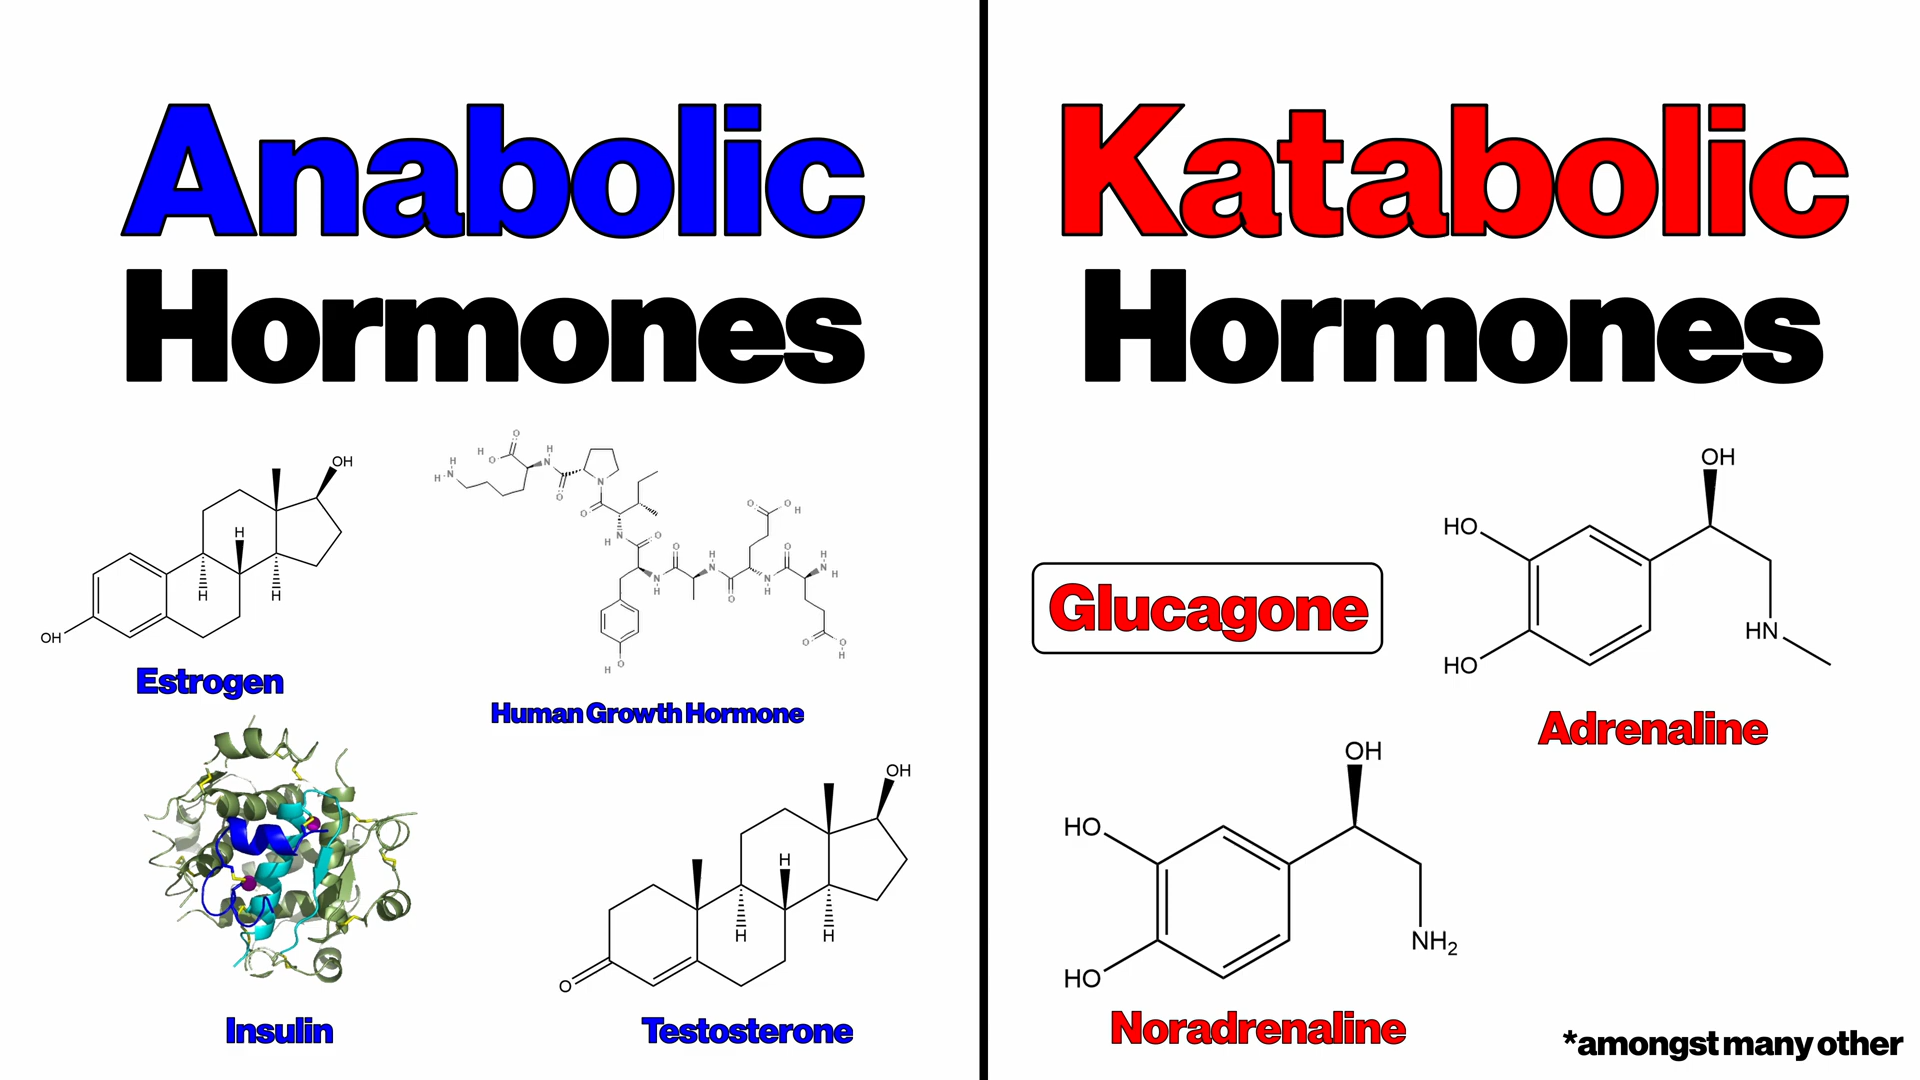 Anabolic
Hormones
OH
H
H
H
OH
Estrogen
O
H
O
H
N
H
H
N
O
N
O
O
N
H
O
O
H
O
N
H
O
H
N
O
N
H
O
H
N
H
O
O
H
O
H
Human Growth Hormone
Insulin
OH
H
H
H
O
Testosterone
Katabolic
Hormones
Glucagone
OH
HO
HN
HO
Adrenaline
OH
HO
NH2
HO
Noradrenaline
*amongst many other